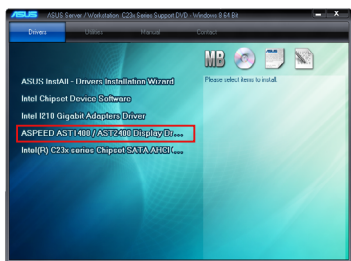 ASUS ASUS Server / Workstation C23x Series Support DVD - Windows 8 64 Bit
Drivers Utilities Manual Contact
MB
Please select items to install.
ASUS InstAll - Drivers Installation Wizard
Intel Chipset Device Software
Intel I210 Gigabit Adapters Driver
ASPEED AST1400 / AST2400 Display Dr...
Intel(R) C23x series Chipset SATA AHCI (...